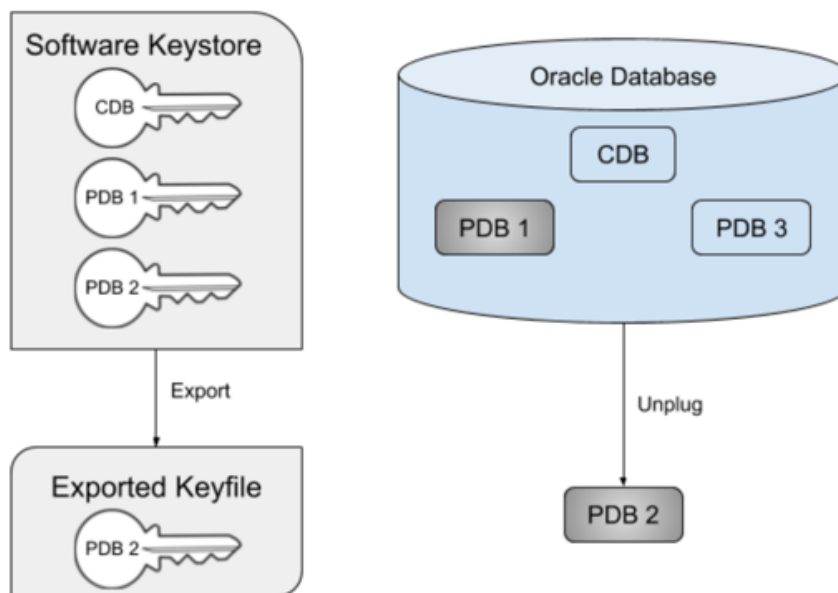 Software Keystore
CDB
PDB 1
PDB 2
Export
Exported Keyfile
PDB 2
Oracle Database
CDB
PDB 1
PDB 3
Unplug
PDB 2